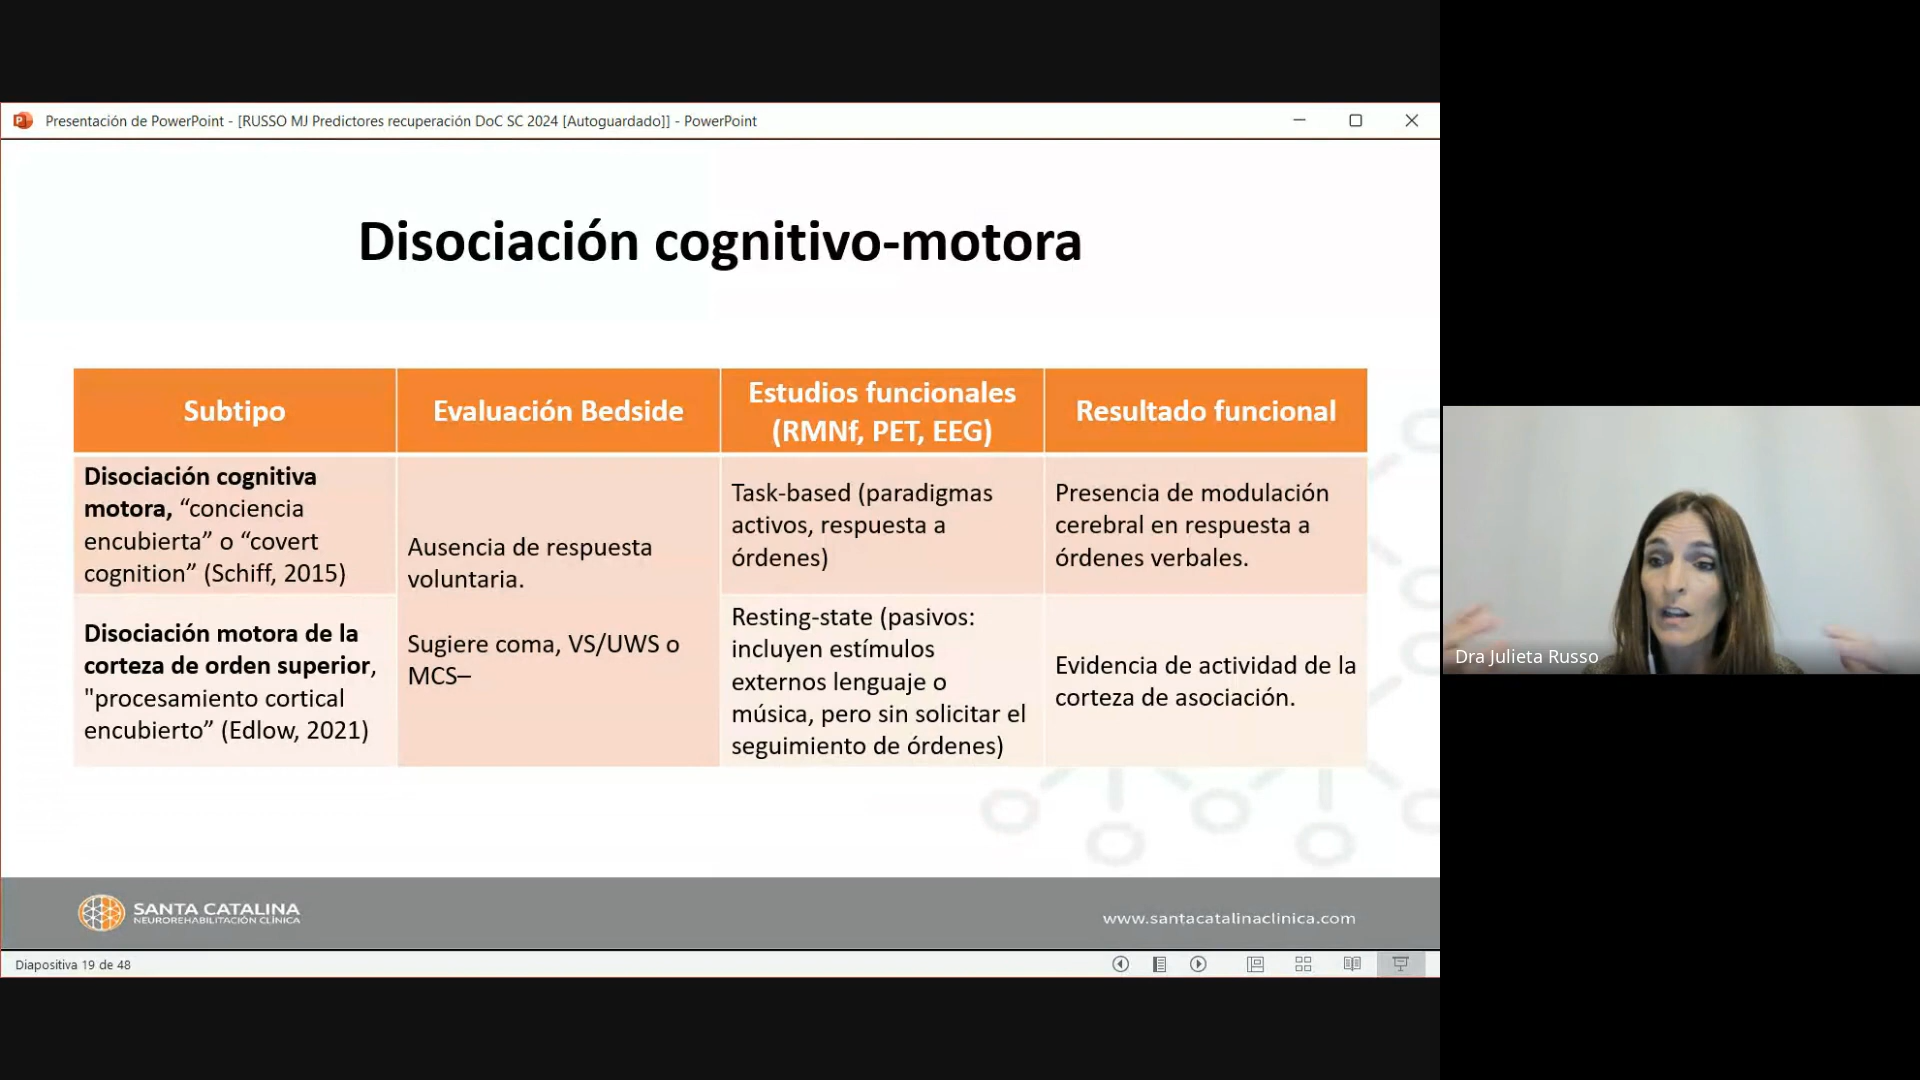 Presentación de PowerPoint - [RUSSO MJ Predictores recuperación DoC SC 2024 [Autoguardado]] - PowerPoint
Disociación cognitivo-motora
Subtipo
Evaluación Bedside
Estudios funcionales
(RMNf, PET, EEG)
Resultado funcional
Disociación cognitiva
motora, “conciencia
encubierta” o “covert
cognition” (Schiff, 2015)
Ausencia de respuesta
voluntaria.
Sugiere coma, VS/UWS o
MCS–
Task-based (paradigmas
activos, respuesta a
órdenes)
Presencia de modulación
cerebral en respuesta a
órdenes verbales.
Disociación motora de la
corteza de orden superior,
"procesamiento cortical
encubierto” (Edlow, 2021)
Resting-state (pasivos:
incluyen estímulos
externos lenguaje o
música, pero sin solicitar el
seguimiento de órdenes)
Evidencia de actividad de la
corteza de asociación.
SANTA CATALINA
NEUROREHABILITACIÓN CLÍNICA
www.santacatalinaclinica.com
Diapositiva 19 de 48
Dra Julieta Russo